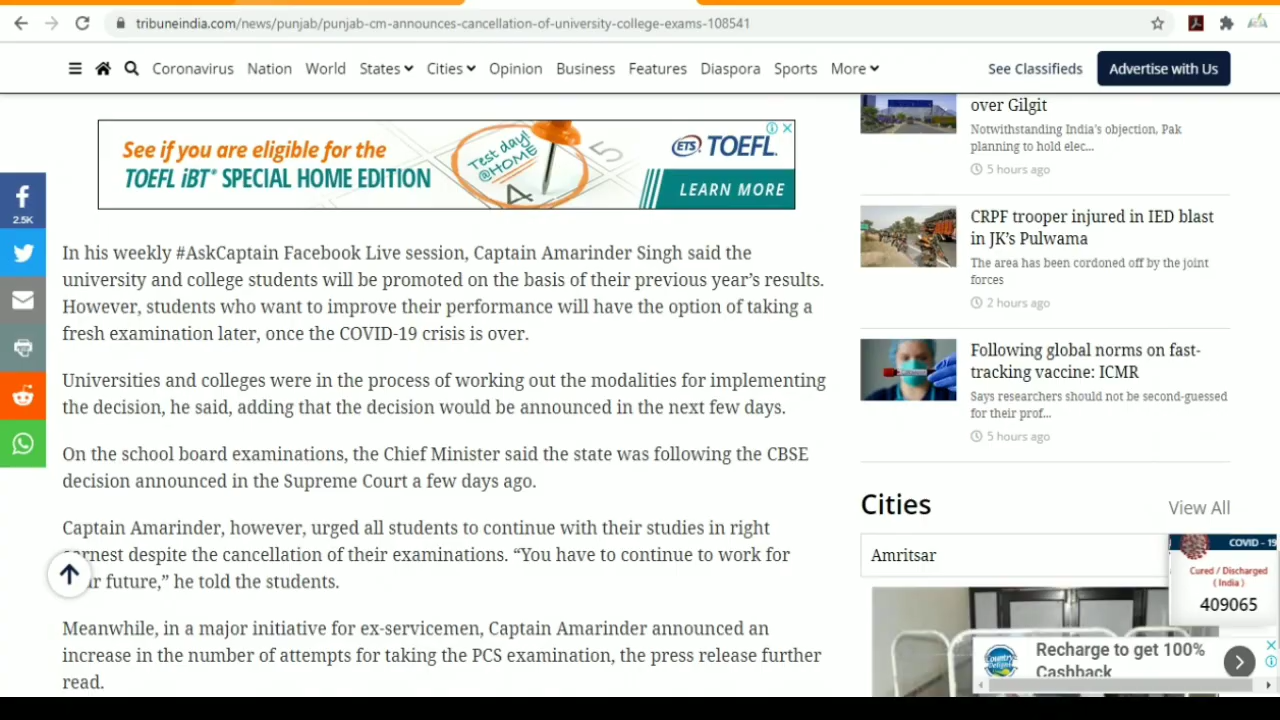 tribuneindia.com/news/punjab/punjab-cm-announces-cancellation-of-university-college-exams-108541
Coronavirus Nation World States Cities Opinion Business Features Diaspora Sports More See Classifieds Advertise with Us
See if you are eligible for the
TOEFL iBT® SPECIAL HOME EDITION
Test day!
@HOME
5
4
ETS TOEFL.
LEARN MORE
2.5K
In his weekly #AskCaptain Facebook Live session, Captain Amarinder Singh said the
university and college students will be promoted on the basis of their previous year’s results.
However, students who want to improve their performance will have the option of taking a
fresh examination later, once the COVID-19 crisis is over.
Universities and colleges were in the process of working out the modalities for implementing
the decision, he said, adding that the decision would be announced in the next few days.
On the school board examinations, the Chief Minister said the state was following the CBSE
decision announced in the Supreme Court a few days ago.
Captain Amarinder, however, urged all students to continue with their studies in right
earnest despite the cancellation of their examinations. “You have to continue to work for
r future,” he told the students.
Meanwhile, in a major initiative for ex-servicemen, Captain Amarinder announced an
increase in the number of attempts for taking the PCS examination, the press release further
read.
over Gilgit
Notwithstanding India's objection, Pak
planning to hold elec...
5 hours ago
CRPF trooper injured in IED blast
in JK’s Pulwama
The area has been cordoned off by the joint
forces
2 hours ago
Following global norms on fast-
tracking vaccine: ICMR
Says researchers should not be second-guessed
for their prof...
5 hours ago
Cities View All
Amritsar
COVID - 19
Cured / Discharged
( India )
409065
Recharge to get 100%
Cashback